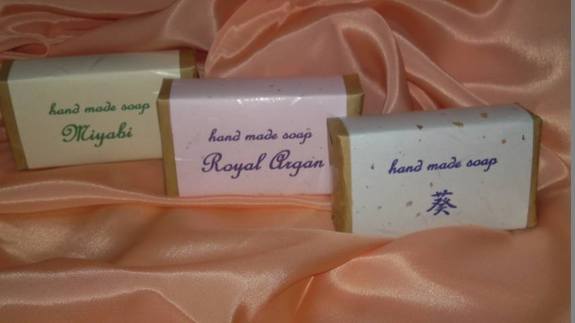 hand made soap
Miyabi
hand made soap
Royal Argan
hand made soap
葵